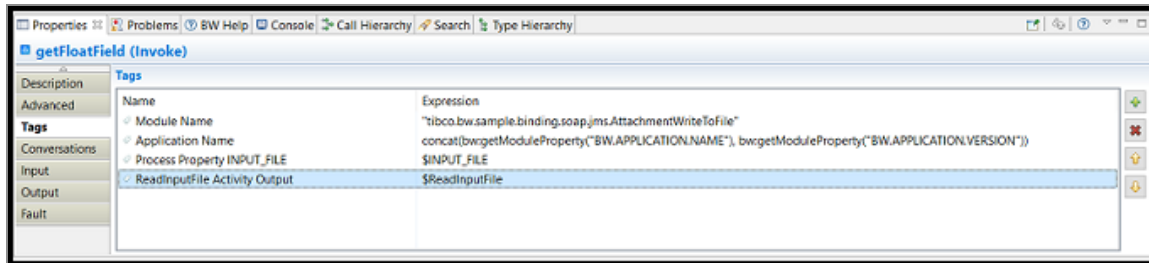 Properties Problems BW Help Console Call Hierarchy Search Type Hierarchy
getFloatField (Invoke)
Description
Advanced
Tags
Conversations
Input
Output
Fault
Tags
Name Expression
Module Name "tibco.bw.sample.binding.soap.jms.AttachmentWriteToFile"
Application Name concat(bw:getModuleProperty("BW.APPLICATION.NAME"), bw:getModuleProperty("BW.APPLICATION.VERSION"))
Process Property INPUT_FILE $INPUT_FILE
ReadInputFile Activity Output $ReadInputFile